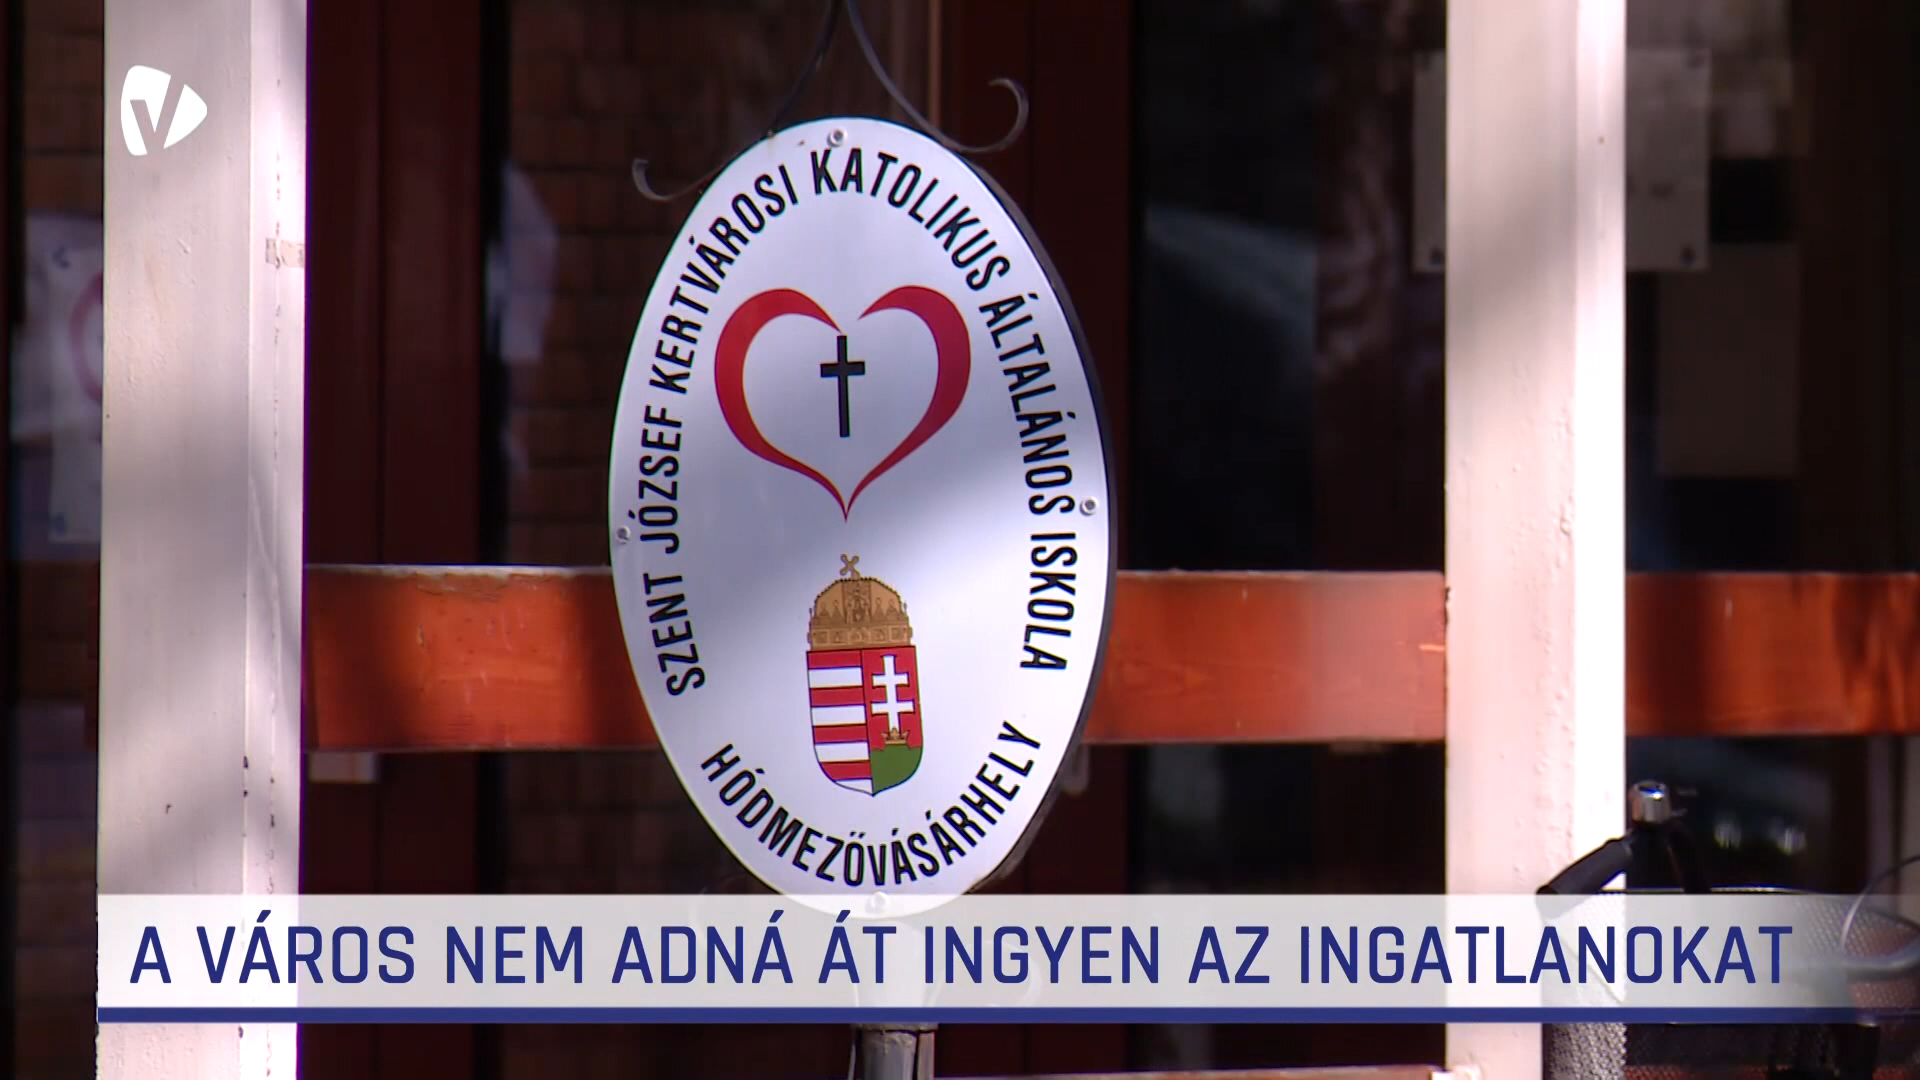 SZENT JÓZSEF KERTVÁROSI KATOLIKUS ÁLTALÁNOS ISKOLA
HÓDMEZŐVÁSÁRHELY
A VÁROS NEM ADNÁ ÁT INGYEN AZ INGATLANOKAT